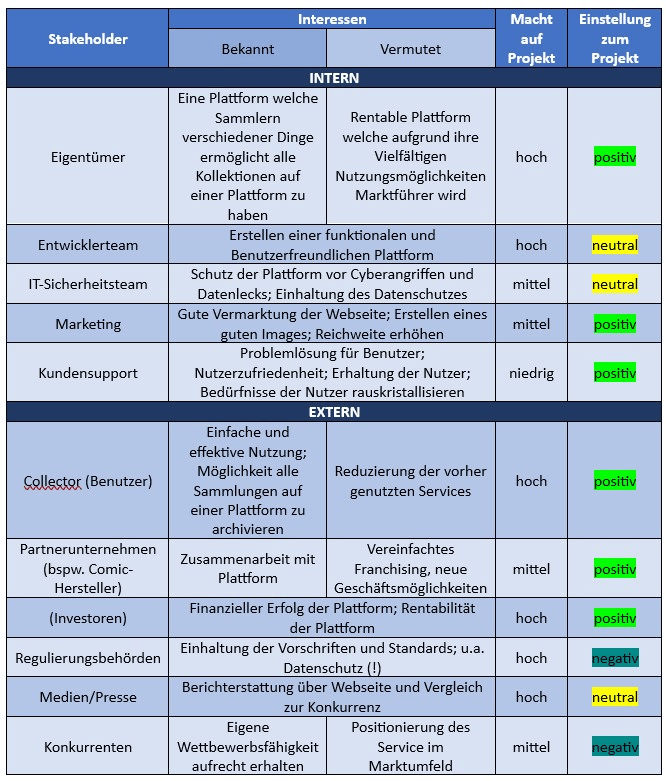 Stakeholder
Interessen
Macht
auf
Projekt
Einstellung
zum
Projekt
Bekannt
Vermutet
INTERN
Eigentümer
Eine Plattform welche
Sammlern
verschiedener Dinge
ermöglicht alle
Kollektionen auf
einer Plattform zu
haben
Rentable Plattform
welche aufgrund ihre
Vielfältigen
Nutzungsmöglichkeiten
Marktführer wird
hoch
positiv
Entwicklerteam
Erstellen einer funktionalen und
Benutzerfreundlichen Plattform
hoch
neutral
IT-Sicherheitsteam
Schutz der Plattform vor Cyberangriffen und
Datenlecks; Einhaltung des Datenschutzes
mittel
neutral
Marketing
Gute Vermarktung der Webseite; Erstellen eines
guten Images; Reichweite erhöhen
mittel
positiv
Kundensupport
Problemlösung für Benutzer;
Nutzerzufriedenheit; Erhaltung der Nutzer;
Bedürfnisse der Nutzer rauskristallisieren
niedrig
positiv
EXTERN
Collector (Benutzer)
Einfache und
effektive Nutzung;
Möglichkeit alle
Sammlungen auf
einer Plattform zu
archivieren
Reduzierung der vorher
genutzten Services
hoch
positiv
Partnerunternehmen
(bspw. Comic-
Hersteller)
Zusammenarbeit mit
Plattform
Vereinfachtes
Franchising, neue
Geschäftsmöglichkeiten
mittel
positiv
(Investoren)
Finanzieller Erfolg der Plattform; Rentabilität
der Plattform
hoch
positiv
Regulierungsbehörden
Einhaltung der Vorschriften und Standards; u.a.
Datenschutz (!)
hoch
negativ
Medien/Presse
Berichterstattung über Webseite und Vergleich
zur Konkurrenz
hoch
neutral
Konkurrenten
Eigene
Wettbewerbsfähigkeit
aufrecht erhalten
Positionierung des
Service im
Marktumfeld
mittel
negativ